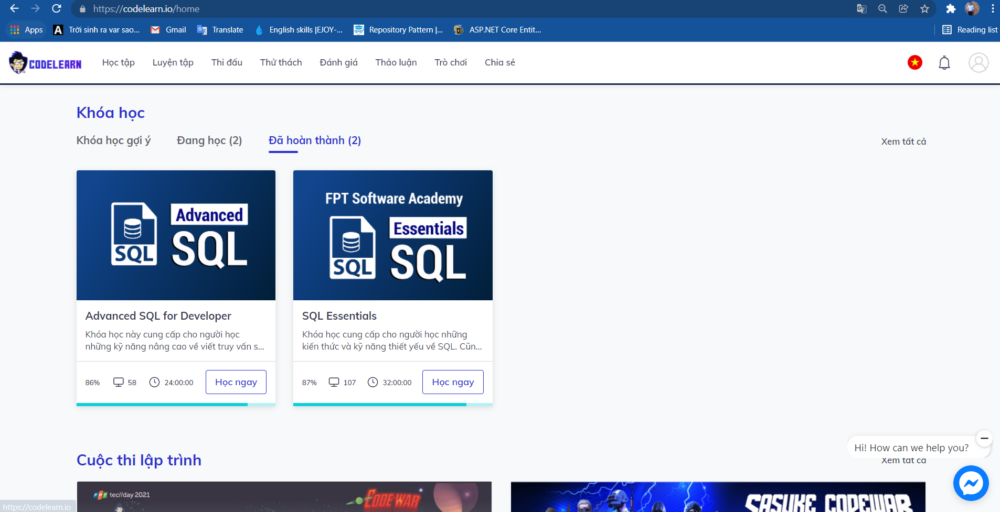 https://codelearn.io/home
Apps
A Trời sinh ra var sao...
Gmail
Translate
English skills |EJOY-...
Repository Pattern |...
ASP.NET Core Entit...
Reading list
CODELEARN
Học tập
Luyện tập
Thi đấu
Thử thách
Đánh giá
Thảo luận
Trò chơi
Chia sẻ
Khóa học
Khóa học gợi ý
Đang học (2)
Đã hoàn thành (2)
Xem tất cả
SQL
Advanced
SQL
Advanced SQL for Developer
Khóa học này cung cấp cho người học
những kỹ năng nâng cao về viết truy vấn s...
86%
58
24:00:00
Học ngay
FPT Software Academy
SQL
Essentials
SQL
SQL Essentials
Khóa học cung cấp cho người học những
kiến thức và kỹ năng thiết yếu về SQL. Cũn...
87%
107
32:00:00
Học ngay
Hi! How can we help you?
Cuộc thi lập trình
Xem tất cả
FPT tec//day 2021
CODE WAR
SASUKE CODEWAR
https://codelearn.io